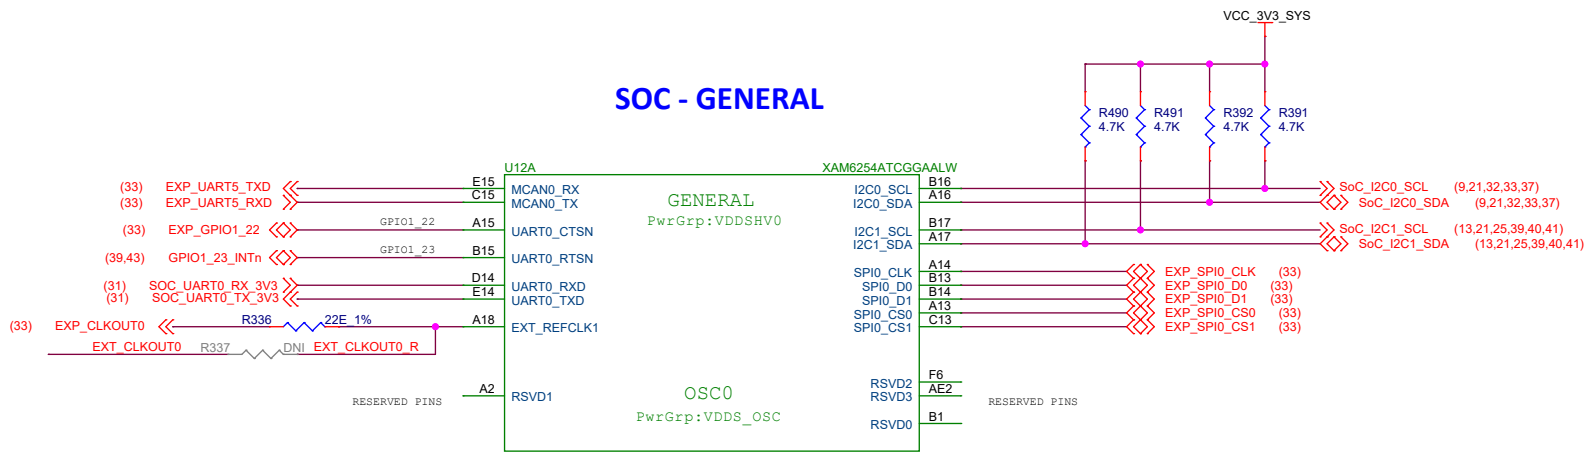 VCC_3V3_SYS
SOC - GENERAL
R490 R491 R392 R391
4.7K 4.7K 4.7K 4.7K
U12A XAM6254ATCGGAALW
GENERAL
PwrGrp:VDDSHV0
(33) EXP_UART5_TXD E15 MCAN0_RX
(33) EXP_UART5_RXD C15 MCAN0_TX
(33) EXP_GPIO1_22 GPIO1_22 A15 UART0_CTSN
(39,43) GPIO1_23_INTn GPIO1_23 B15 UART0_RTSN
(31) SOC_UART0_RX_3V3 D14 UART0_RXD
(31) SOC_UART0_TX_3V3 E14 UART0_TXD
(33) EXP_CLKOUT0 R336 22E_1% A18 EXT_REFCLK1
EXT_CLKOUT0 R337 DNI EXT_CLKOUT0_R
RESERVED PINS A2 RSVD1
I2C0_SCL B16 SoC_I2C0_SCL (9,21,32,33,37)
I2C0_SDA A16 SoC_I2C0_SDA (9,21,32,33,37)
I2C1_SCL B17 SoC_I2C1_SCL (13,21,25,39,40,41)
I2C1_SDA A17 SoC_I2C1_SDA (13,21,25,39,40,41)
SPI0_CLK A14 EXP_SPI0_CLK (33)
SPI0_D0 B13 EXP_SPI0_D0 (33)
SPI0_D1 B14 EXP_SPI0_D1 (33)
SPI0_CS0 A13 EXP_SPI0_CS0 (33)
SPI0_CS1 C13 EXP_SPI0_CS1 (33)
OSC0
PwrGrp:VDDS_OSC
RSVD2 F6
RSVD3 AE2 RESERVED PINS
RSVD0 B1